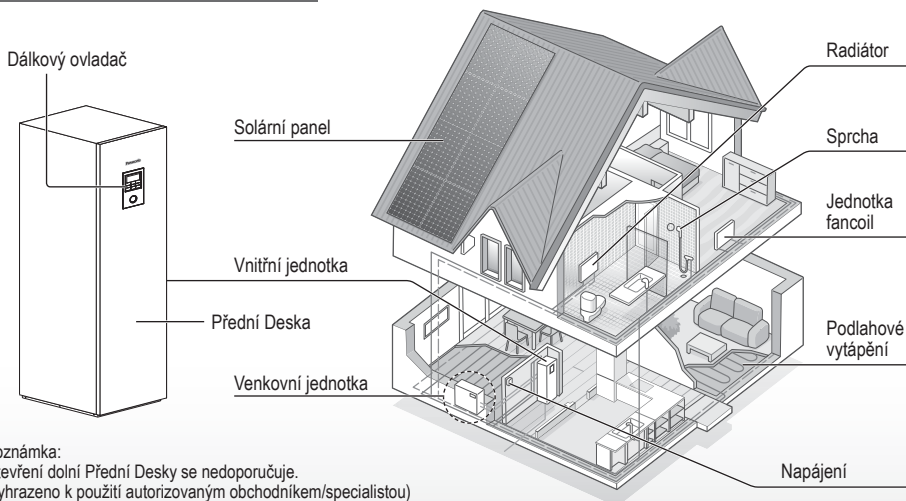 Dálkový ovladač
Panasonic
Přední Deska
Solární panel
Vnitřní jednotka
Venkovní jednotka
Radiátor
Sprcha
Jednotka
fancoil
Podlahové
vytápění
Napájení
oznámka:
tevření dolní Přední Desky se nedoporučuje.
yhrazeno k použití autorizovaným obchodníkem/specialistou)